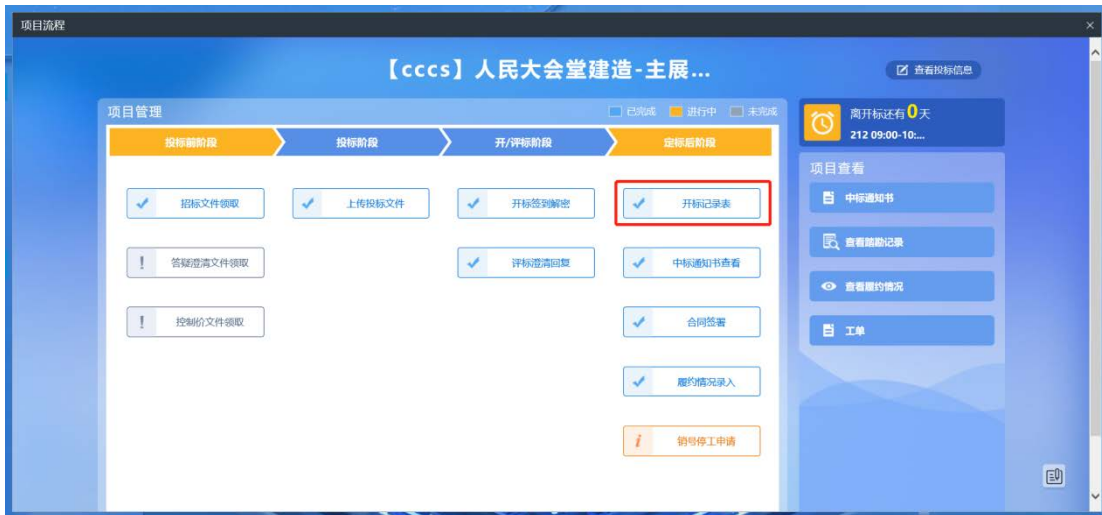 项目流程
【cccs】人民大会堂建造-主展...
查看投标信息
项目管理
已完成 进行中 未完成
投标前阶段 投标阶段 开/评标阶段 定标后阶段
招标文件领取 上传投标文件 开标签到解密 开标记录表
答疑澄清文件领取 评标澄清回复 中标通知书查看
控制价文件领取 合同签署
履约情况录入
销号停工申请
离开标还有0天
212 09:00-10:...
项目查看
中标通知书
查看踏勘记录
查看履约情况
工单